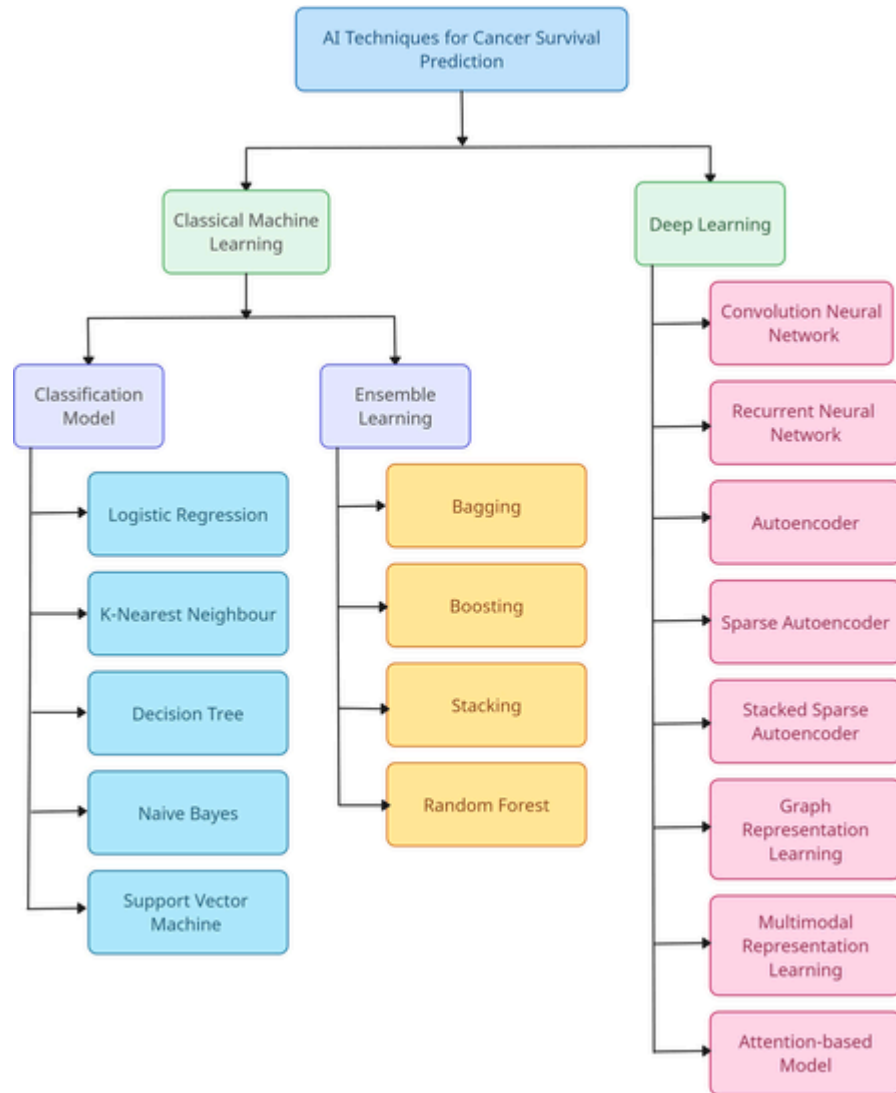 AI Techniques for Cancer Survival
Prediction
Classical Machine
Learning
Deep Learning
Classification
Model
Ensemble
Learning
Logistic Regression
K-Nearest Neighbour
Decision Tree
Naive Bayes
Support Vector
Machine
Bagging
Boosting
Stacking
Random Forest
Convolution Neural
Network
Recurrent Neural
Network
Autoencoder
Sparse Autoencoder
Stacked Sparse
Autoencoder
Graph
Representation
Learning
Multimodal
Representation
Learning
Attention-based
Model